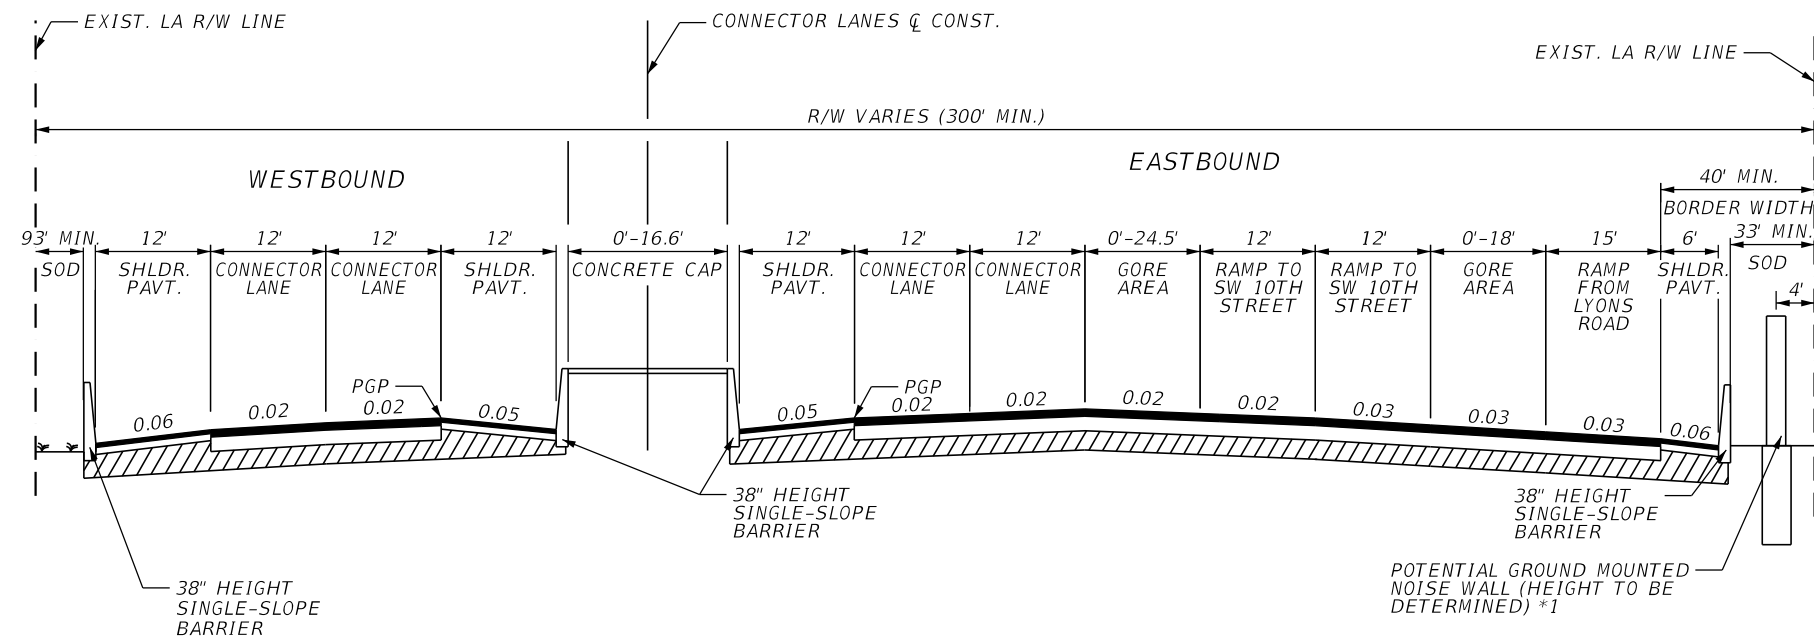 EXIST. LA R/W LINE
CONNECTOR LANES ℄ CONST.
EXIST. LA R/W LINE
R/W VARIES (300' MIN.)
WESTBOUND
EASTBOUND
40' MIN.
BORDER WIDTH
93' MIN.
12'
12'
12'
12'
0'-16.6'
12'
12'
12'
0'-24.5'
12'
12'
0'-18'
15'
6'
33' MIN.
SOD
SHLDR.
PAVT.
CONNECTOR
LANE
CONNECTOR
LANE
SHLDR.
PAVT.
CONCRETE CAP
SHLDR.
PAVT.
CONNECTOR
LANE
CONNECTOR
LANE
GORE
AREA
RAMP TO
SW 10TH
STREET
RAMP TO
SW 10TH
STREET
GORE
AREA
RAMP
FROM
LYONS
ROAD
SHLDR.
PAVT.
SOD
4'
PGP
PGP
0.06
0.02
0.02
0.05
0.05
0.02
0.02
0.02
0.02
0.03
0.03
0.03
0.06
38" HEIGHT
SINGLE-SLOPE
BARRIER
38" HEIGHT
SINGLE-SLOPE
BARRIER
38" HEIGHT
SINGLE-SLOPE
BARRIER
POTENTIAL GROUND MOUNTED
NOISE WALL (HEIGHT TO BE
DETERMINED) *1